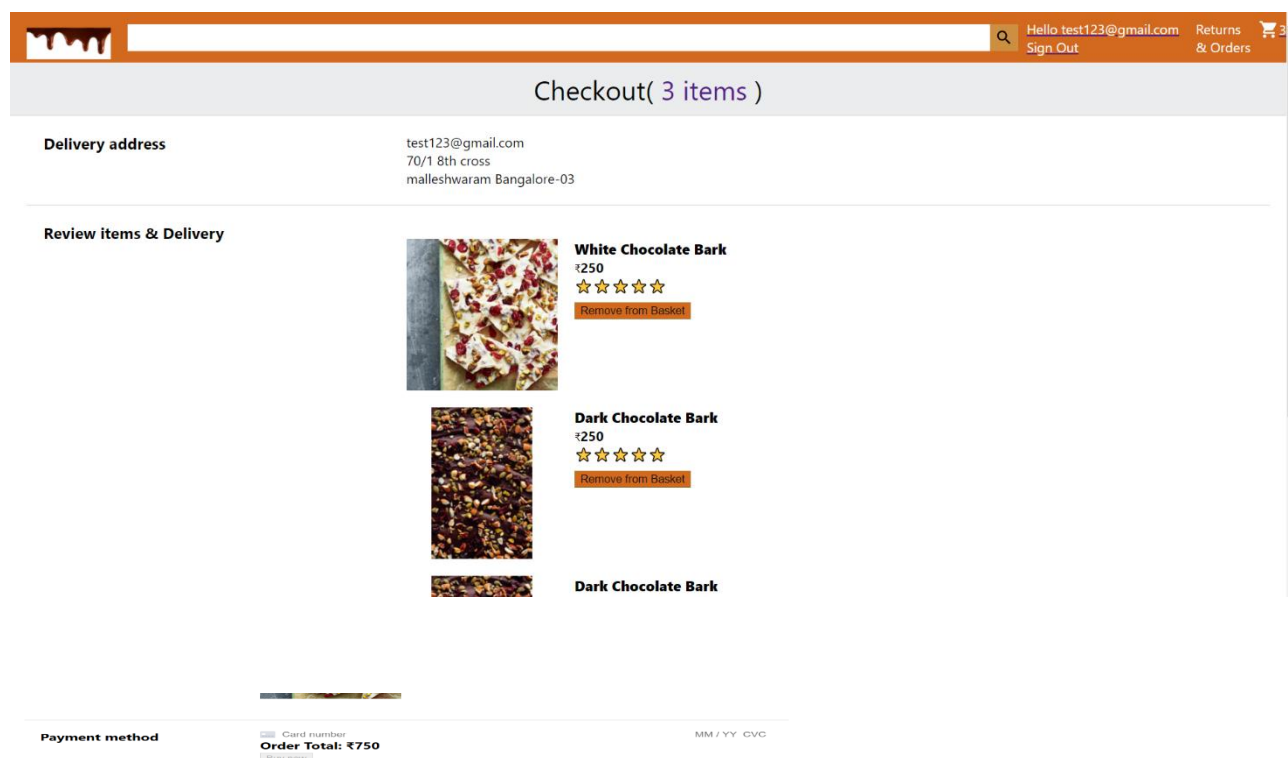 Hello test123@gmail.com
Sign Out
Returns
& Orders
3
Checkout( 3 items )
Delivery address
test123@gmail.com
70/1 8th cross
malleshwaram Bangalore-03
Review items & Delivery
White Chocolate Bark
₹250
Remove from Basket
Dark Chocolate Bark
₹250
Remove from Basket
Dark Chocolate Bark
Payment method
Card number
MM / YY CVC
Order Total: ₹750